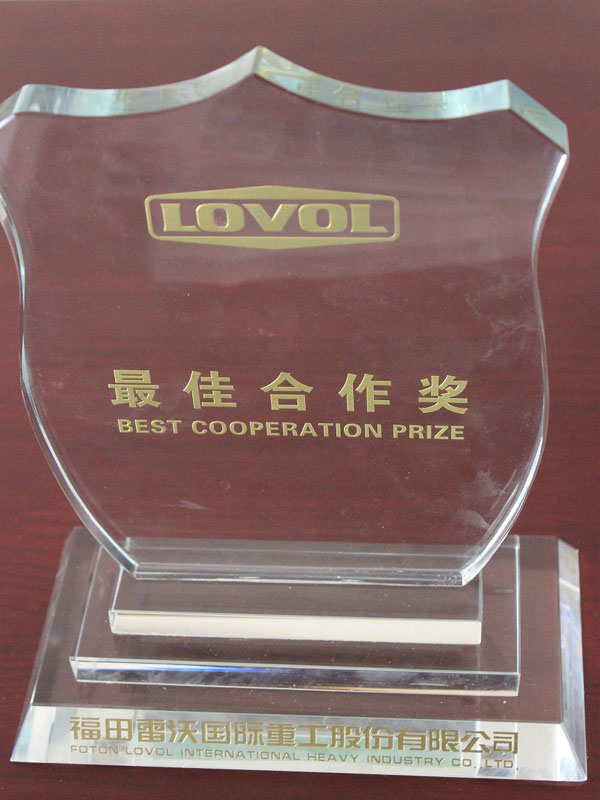 LOVOL
最佳合作奖
BEST COOPERATION PRIZE
福田雷沃国际重工股份有限公司
FOTON LOVOL INTERNATIONAL HEAVY INDUSTRY CO., LTD.